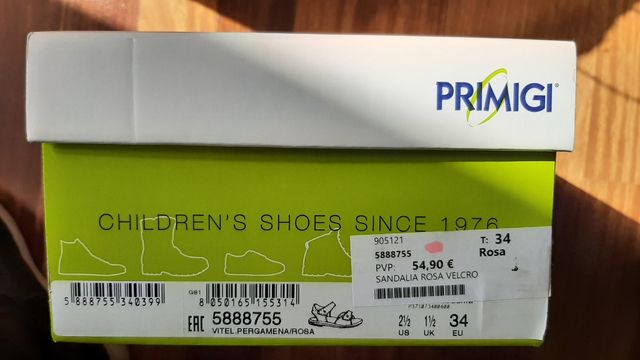 PRIMIGI®
CHILDREN'S SHOES SINCE 1976
905121
T: 34
5888755
Rosa
PVP: 54,90 €
SANDALIA ROSA VELCRO
5 888755 340399
GB1
8 050165 155314
EAC
5888755
VITEL.PERGAMENA/ROSA
2½ US
1½ UK
34 EU